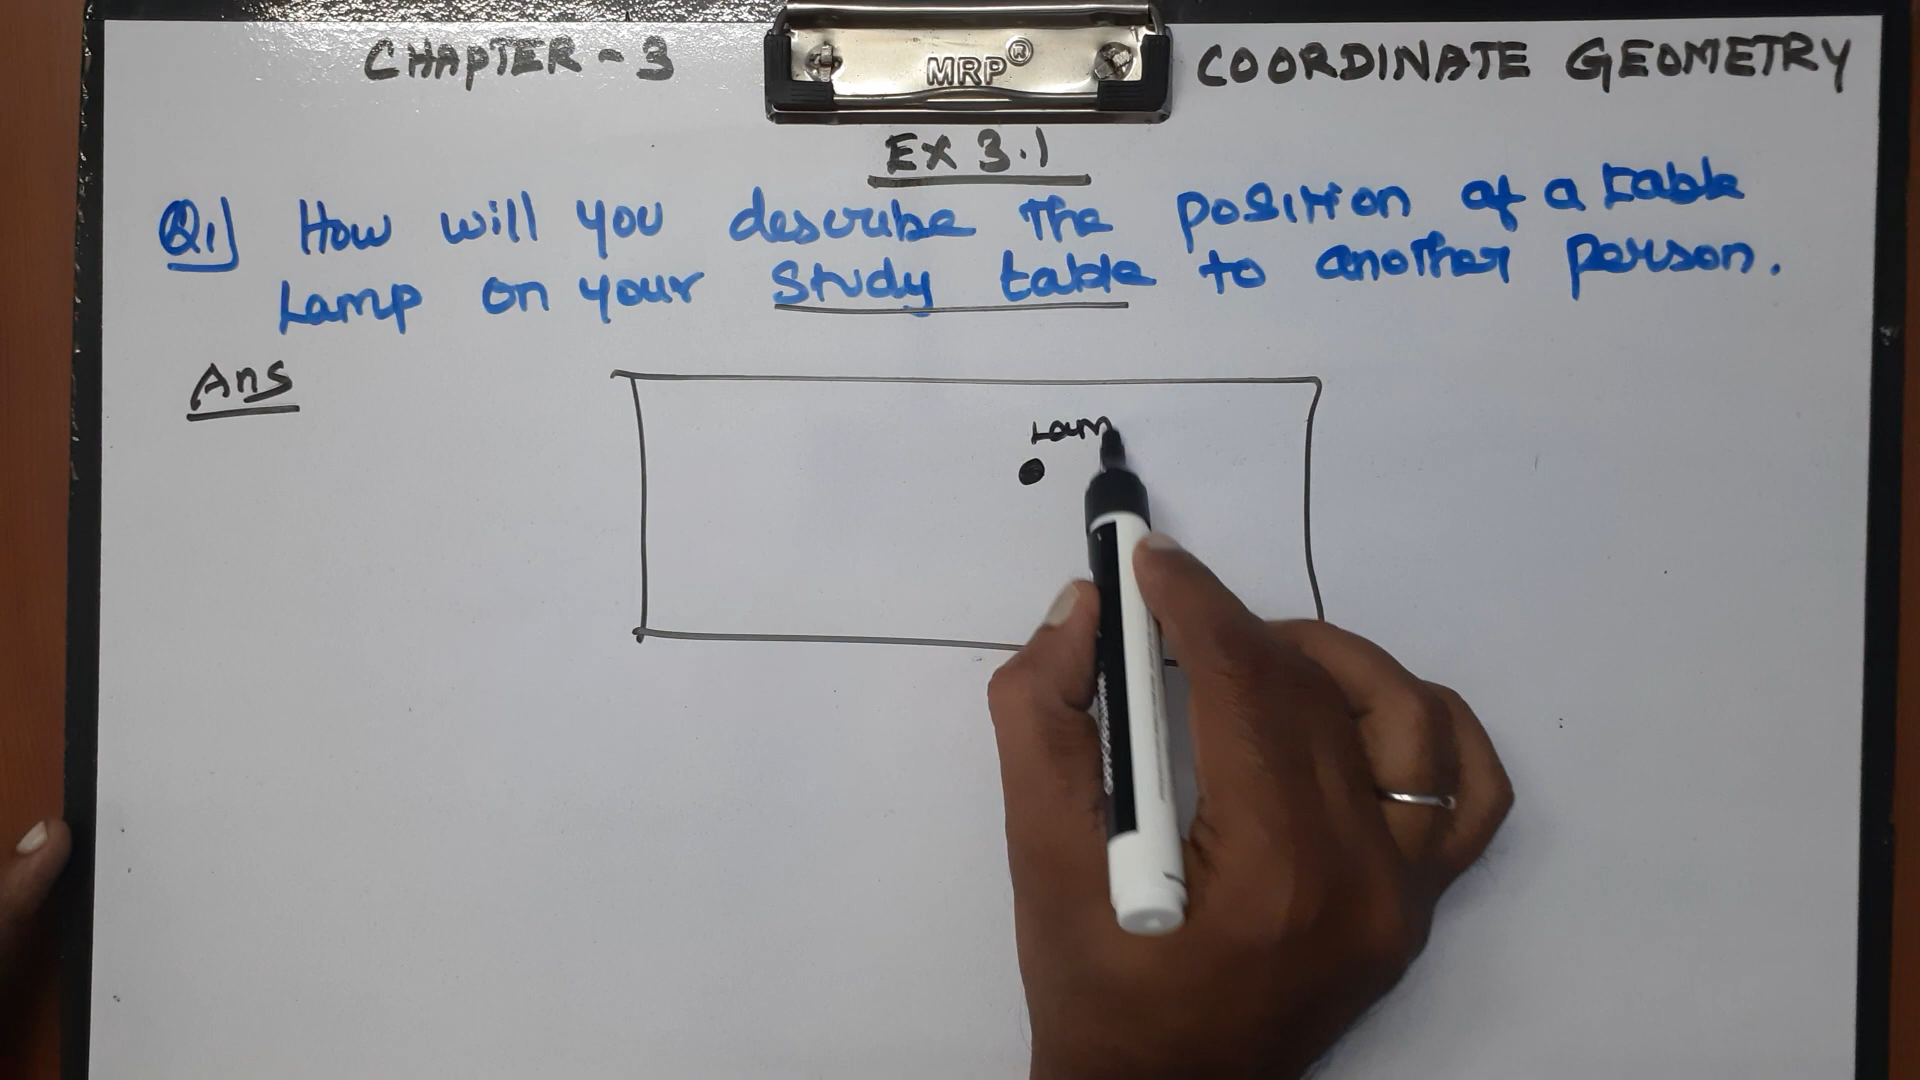 CHAPTER - 3
MRP®
COORDINATE GEOMETRY
EX 3.1
Q1) How will you describe the position of a table
Lamp on your Study table to another person.
Ans
Lam